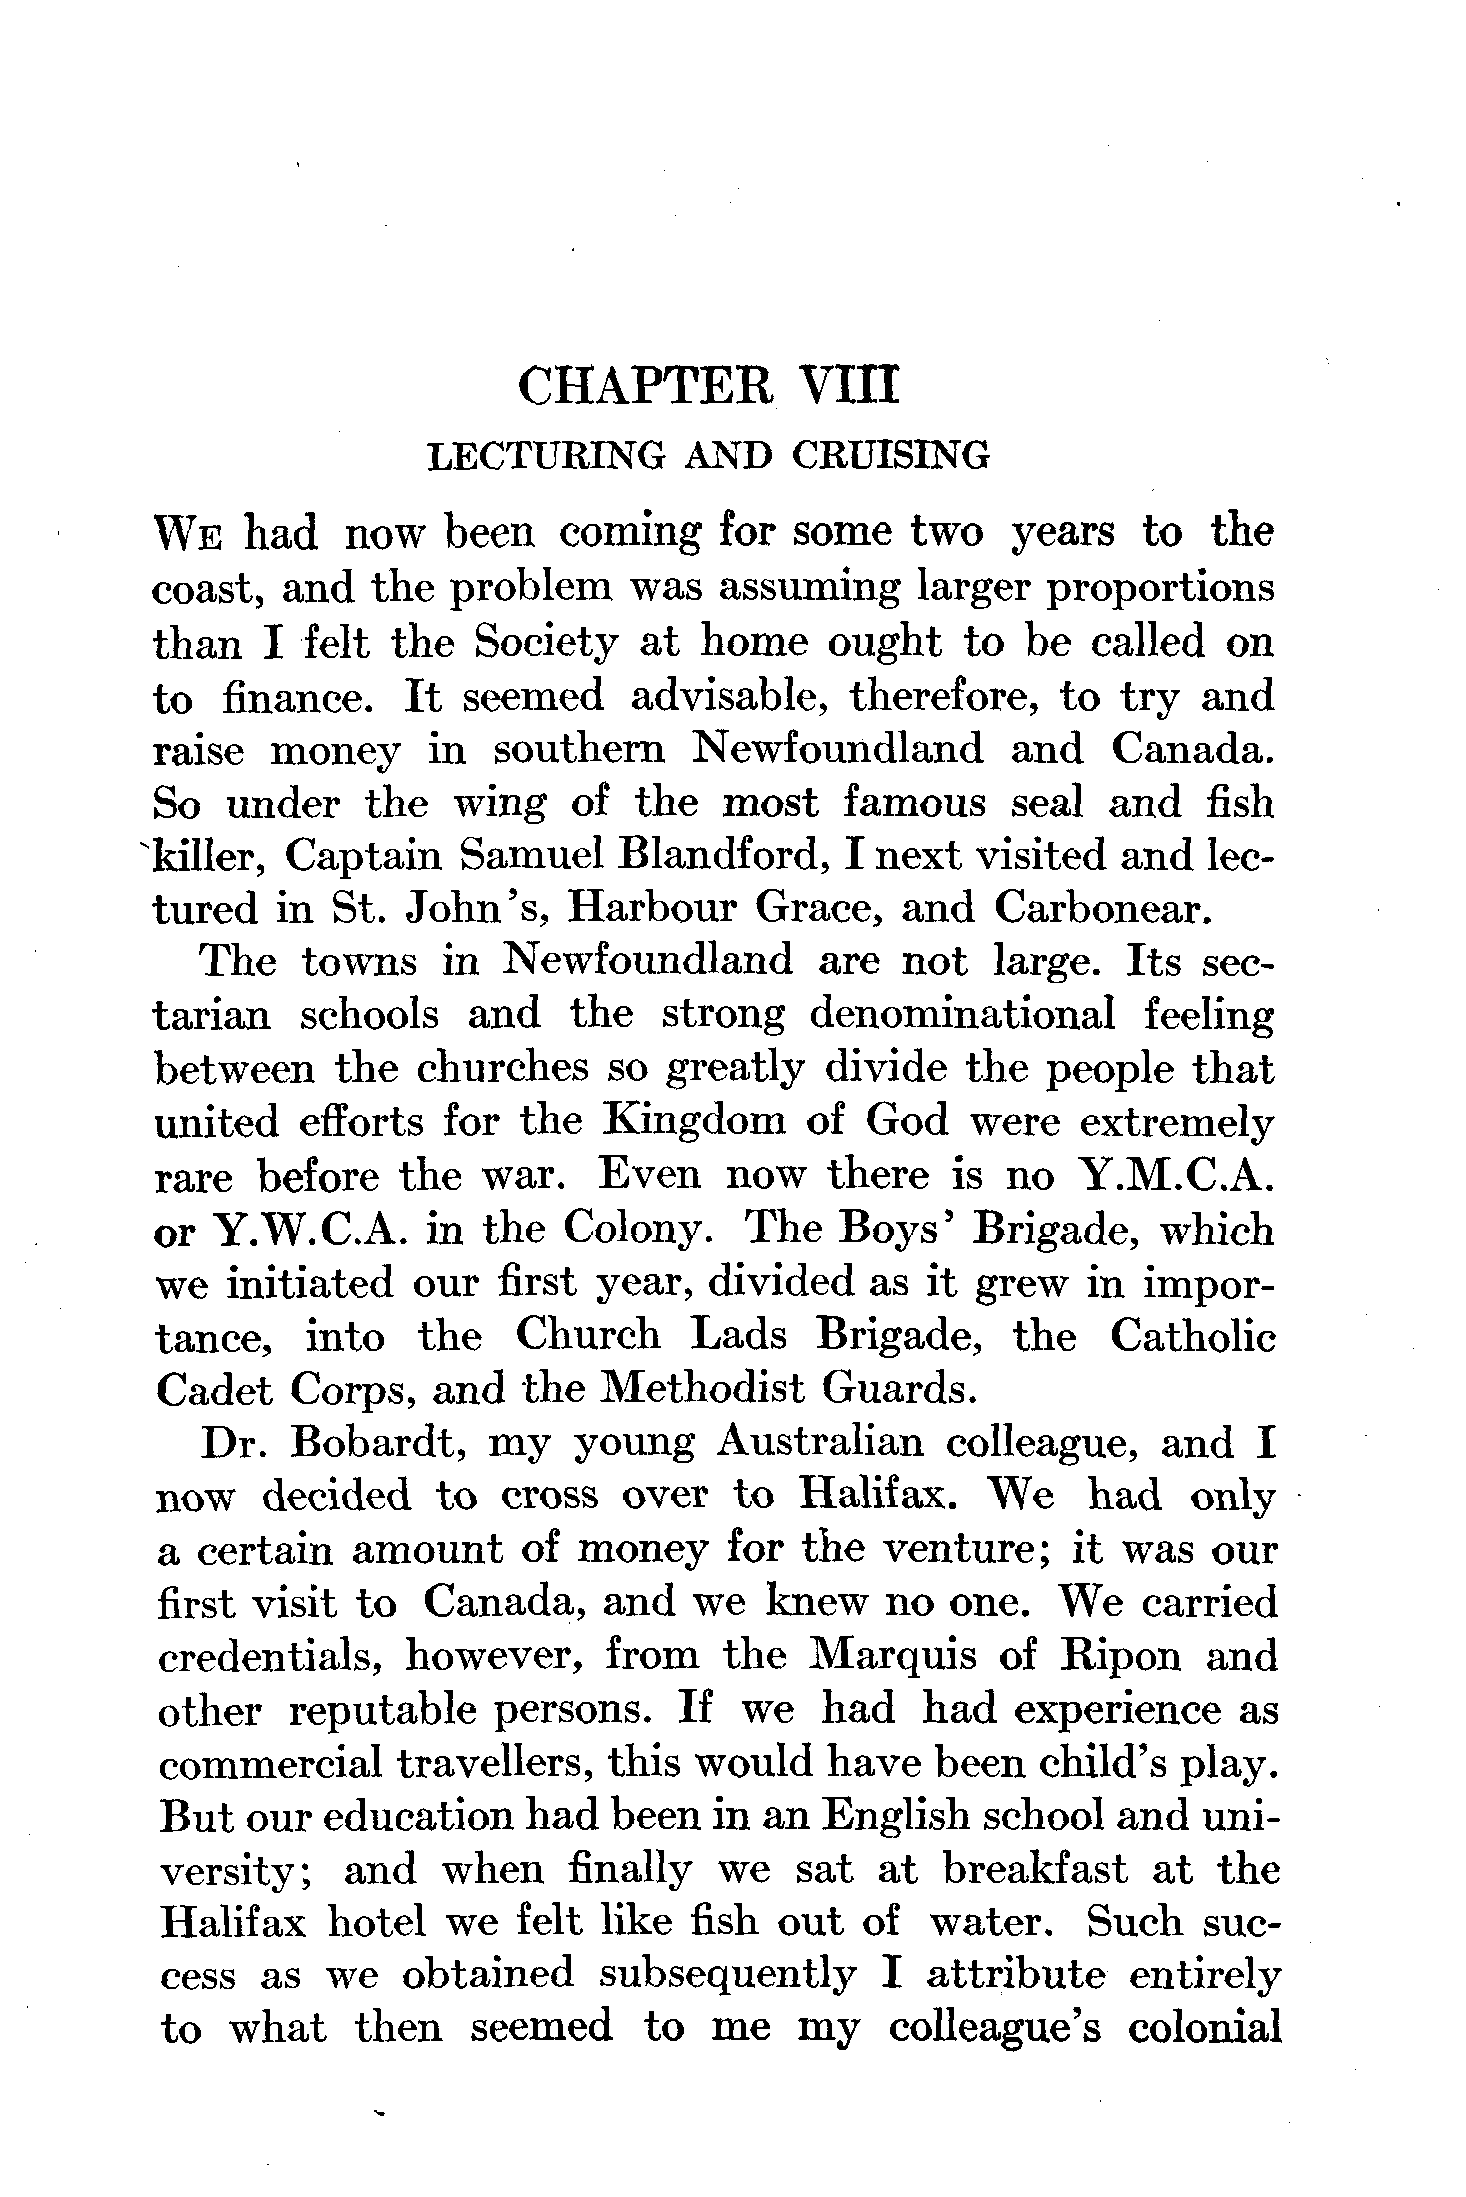 CHAPTER VIII
LECTURING AND CRUISING
WE had now been coming for some two years to the
coast, and the problem was assuming larger proportions
than I felt the Society at home ought to be called on
to finance. It seemed advisable, therefore, to try and
raise money in southern Newfoundland and Canada.
So under the wing of the most famous seal and fish
killer, Captain Samuel Blandford, I next visited and lec-
tured in St. John's, Harbour Grace, and Carbonear.
The towns in Newfoundland are not large. Its sec-
tarian schools and the strong denominational feeling
between the churches so greatly divide the people that
united efforts for the Kingdom of God were extremely
rare before the war. Even now there is no Y.M.C.A.
or Y.W.C.A. in the Colony. The Boys' Brigade, which
we initiated our first year, divided as it grew in impor-
tance, into the Church Lads Brigade, the Catholic
Cadet Corps, and the Methodist Guards.
Dr. Bobardt, my young Australian colleague, and I
now decided to cross over to Halifax. We had only
a certain amount of money for the venture; it was our
first visit to Canada, and we knew no one. We carried
credentials, however, from the Marquis of Ripon and
other reputable persons. If we had had experience as
commercial travellers, this would have been child's play.
But our education had been in an English school and uni-
versity; and when finally we sat at breakfast at the
Halifax hotel we felt like fish out of water. Such suc-
cess as we obtained subsequently I attribute entirely
to what then seemed to me my colleague's colonial